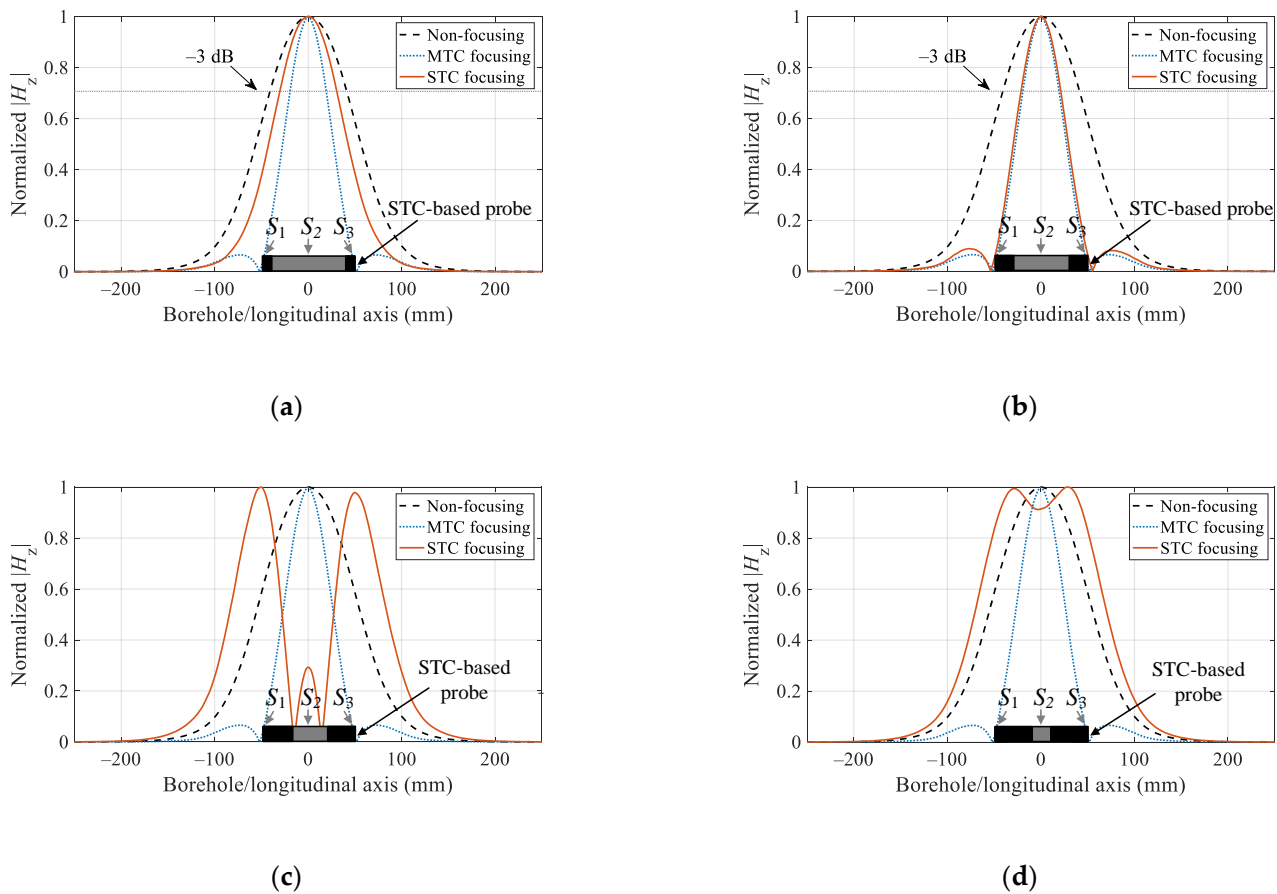 Normalized |H_z|
1
0.8
0.6
0.4
0.2
0
–200
–100
0
100
200
Borehole/longitudinal axis (mm)
Non-focusing
MTC focusing
STC focusing
–3 dB
STC-based probe
S1
S2
S3
(a)
Normalized |H_z|
1
0.8
0.6
0.4
0.2
0
–200
–100
0
100
200
Borehole/longitudinal axis (mm)
Non-focusing
MTC focusing
STC focusing
–3 dB
STC-based probe
S1
S2
S3
(b)
Normalized |H_z|
1
0.8
0.6
0.4
0.2
0
–200
–100
0
100
200
Borehole/longitudinal axis (mm)
Non-focusing
MTC focusing
STC focusing
STC-based
probe
S1
S2
S3
(c)
Normalized |H_z|
1
0.8
0.6
0.4
0.2
0
–200
–100
0
100
200
Borehole/longitudinal axis (mm)
Non-focusing
MTC focusing
STC focusing
STC-based
probe
S1
S2
S3
(d)